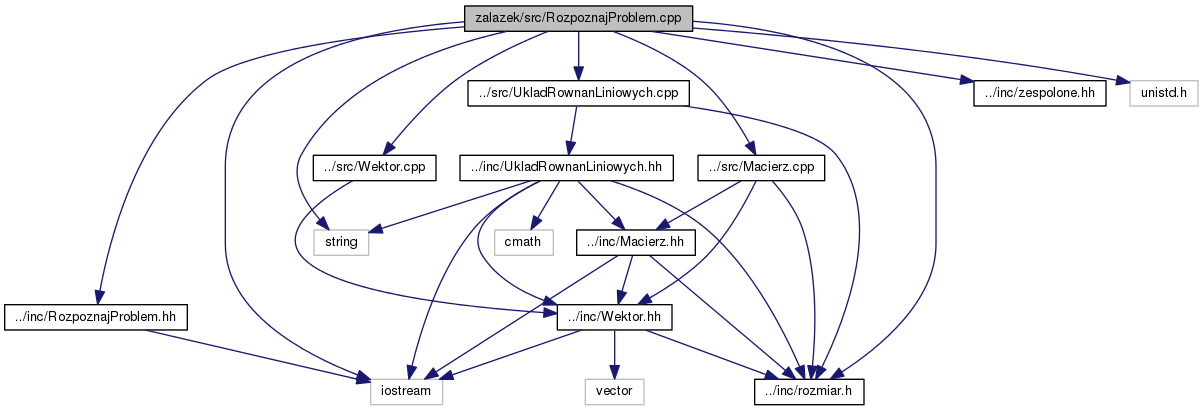 zalazek/src/RozpoznajProblem.cpp
../src/UkladRownanLiniowych.cpp
../inc/zespolone.hh
unistd.h
../src/Wektor.cpp
../inc/UkladRownanLiniowych.hh
../src/Macierz.cpp
string
cmath
../inc/Macierz.hh
../inc/RozpoznajProblem.hh
../inc/Wektor.hh
iostream
vector
../inc/rozmiar.h